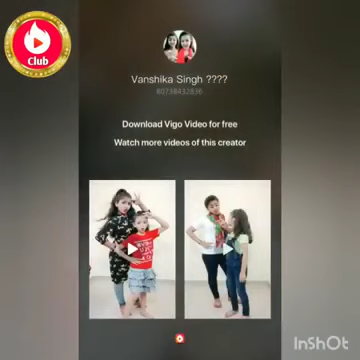 Club
Vanshika Singh ????
Download Vigo Video for free
Watch more videos of this creator
InShOt